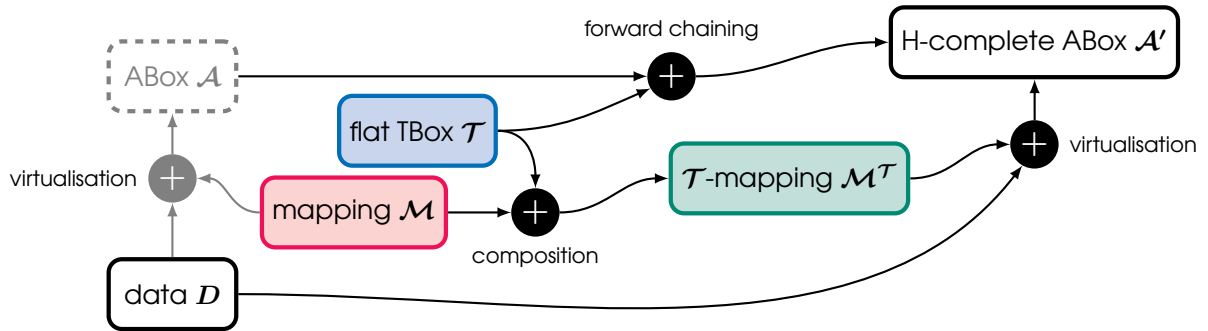 forward chaining
ABox 𝒜
H-complete ABox 𝒜′
+
flat TBox 𝒯
+
virtualisation
virtualisation
+
𝒯-mapping ℳ^𝒯
mapping ℳ
+
composition
data D